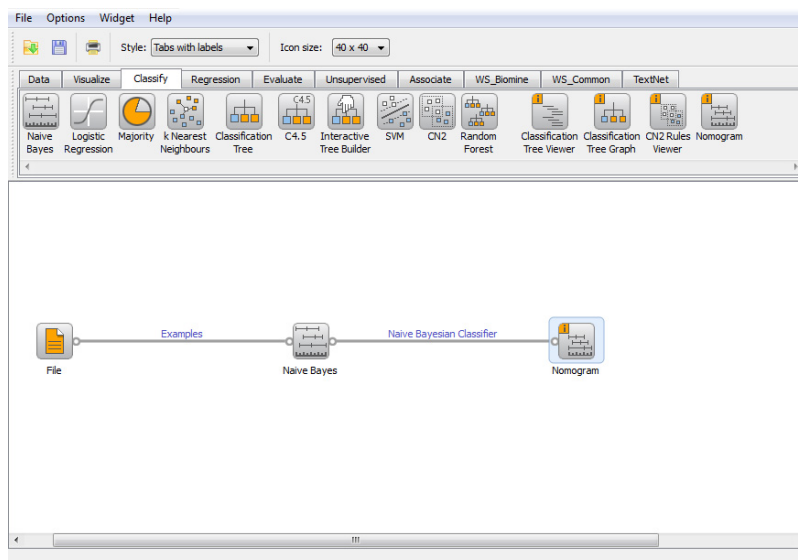 File Options Widget Help
Style: Tabs with labels Icon size: 40 x 40
Data Visualize Classify Regression Evaluate Unsupervised Associate WS_Biomine WS_Common TextNet
C4.5
Naive Logistic Majority k Nearest Classification C4.5 Interactive SVM CN2 Random Classification Classification CN2 Rules Nomogram
Bayes Regression Neighbours Tree Tree Builder Forest Tree Viewer Tree Graph Viewer
Examples Naive Bayesian Classifier
File Naive Bayes Nomogram